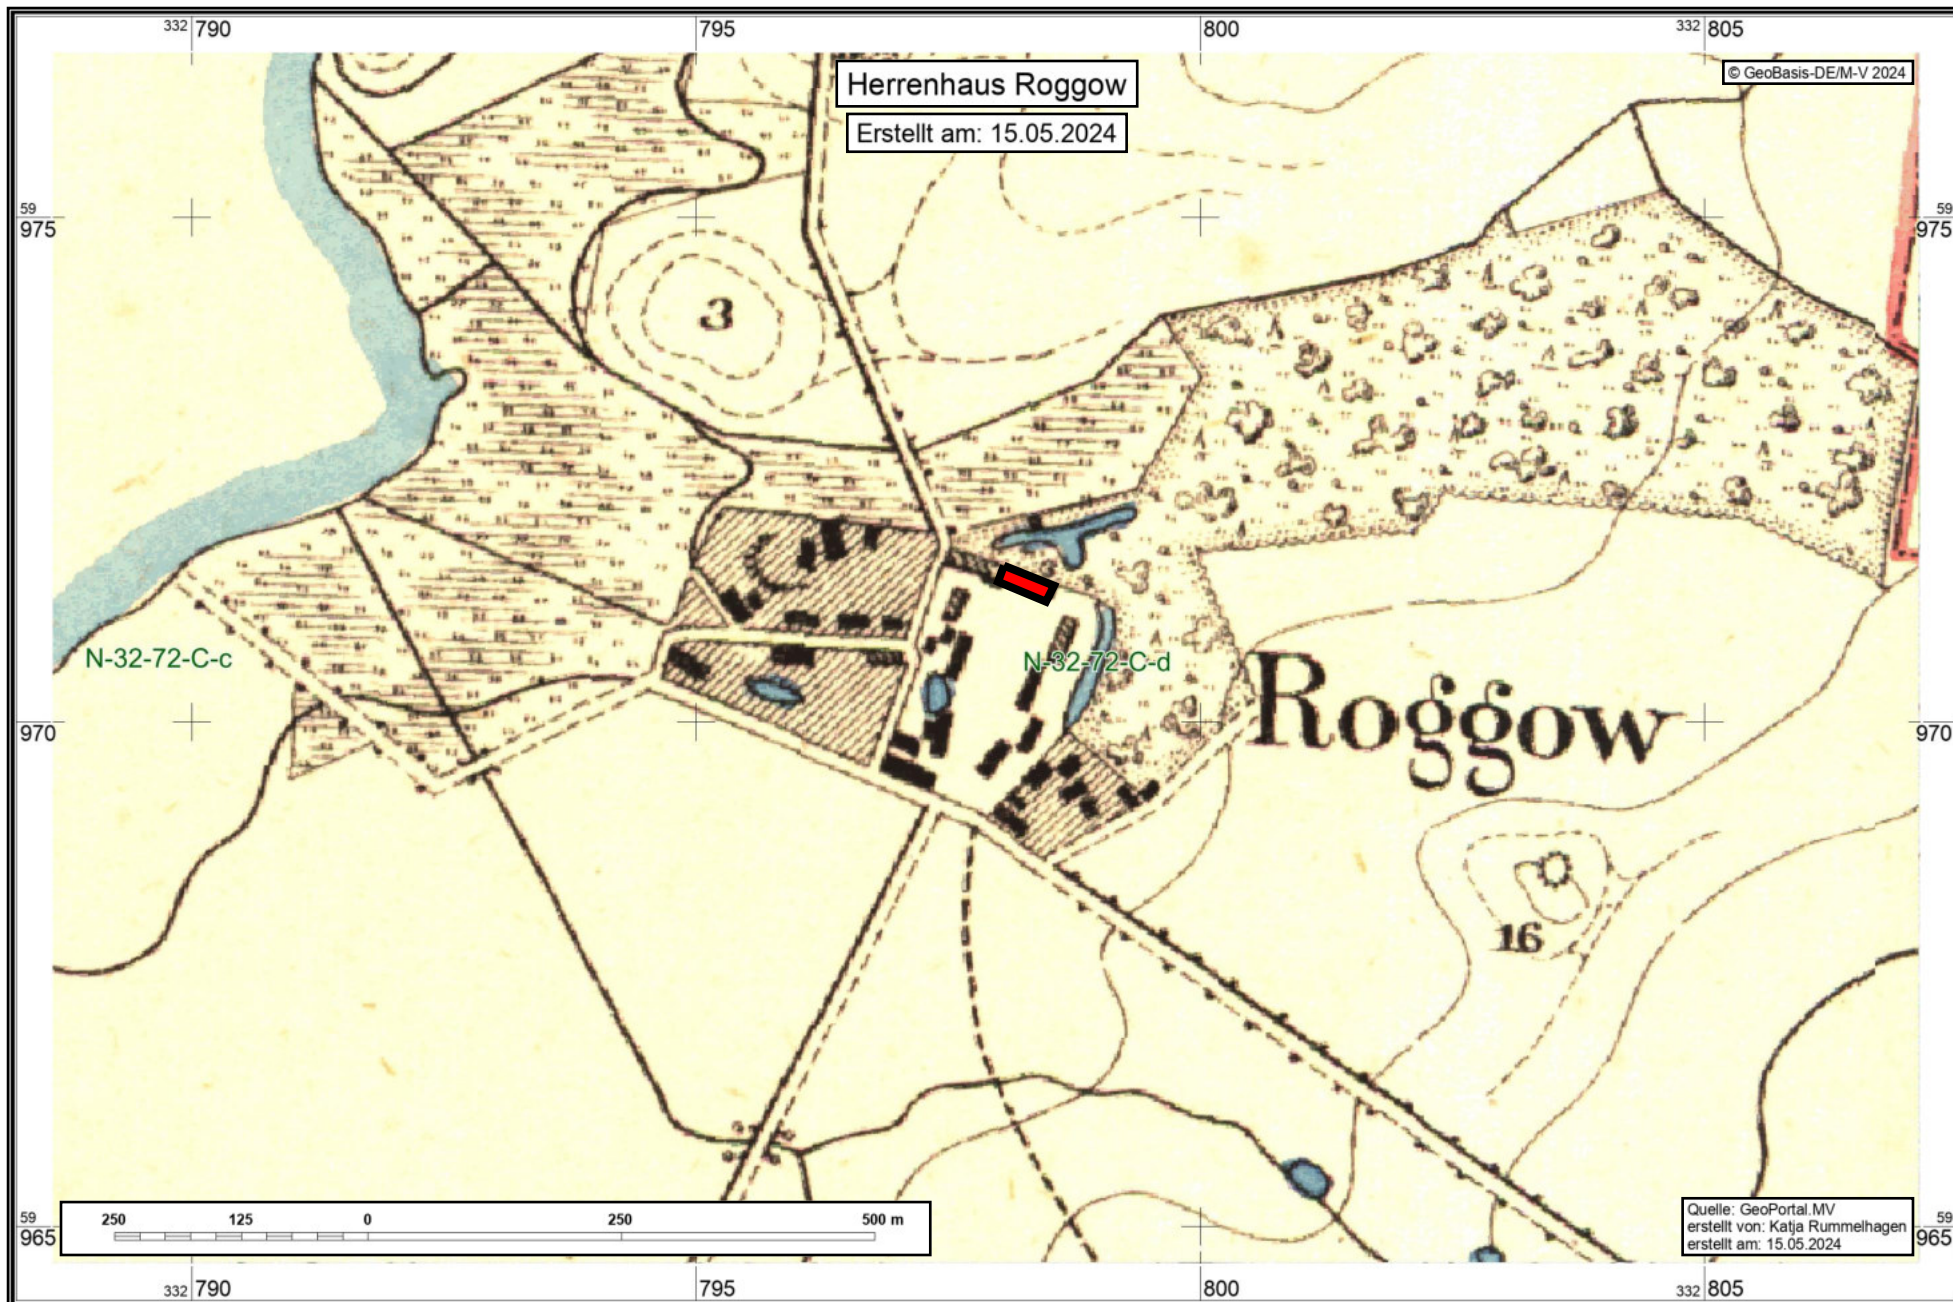 332 790 795 800 332 805
Herrenhaus Roggow
© GeoBasis-DE/M-V 2024
Erstellt am: 15.05.2024
59
975
59
975
3
N-32-72-C-c
N-32-72-C-d
Roggow
970
970
16
250 125 0 250 500 m
59
965
Quelle: GeoPortal.MV
erstellt von: Katja Rummelhagen
erstellt am: 15.05.2024
59
965
332 790 795 800 332 805